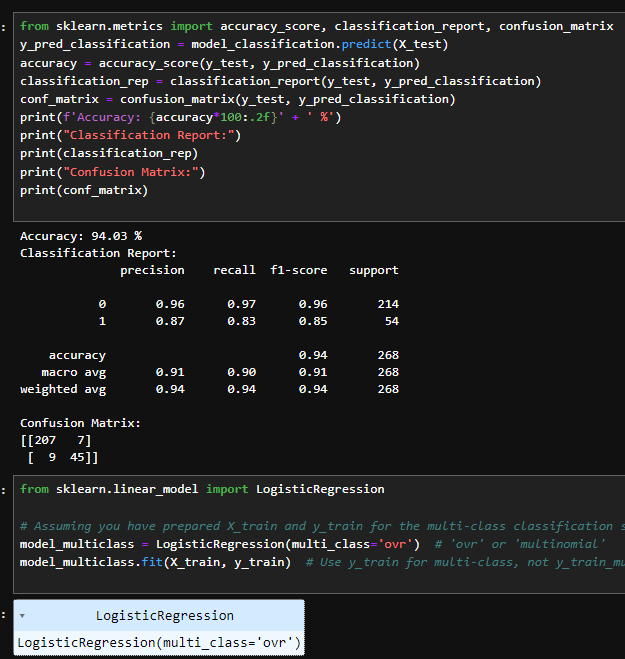 :
from sklearn.metrics import accuracy_score, classification_report, confusion_matrix
y_pred_classification = model_classification.predict(X_test)
accuracy = accuracy_score(y_test, y_pred_classification)
classification_rep = classification_report(y_test, y_pred_classification)
conf_matrix = confusion_matrix(y_test, y_pred_classification)
print(f'Accuracy: {accuracy*100:.2f}' + ' %')
print("Classification Report:")
print(classification_rep)
print("Confusion Matrix:")
print(conf_matrix)
Accuracy: 94.03 %
Classification Report:
precision recall f1-score support
0 0.96 0.97 0.96 214
1 0.87 0.83 0.85 54
accuracy 0.94 268
macro avg 0.91 0.90 0.91 268
weighted avg 0.94 0.94 0.94 268
Confusion Matrix:
[[207 7]
[ 9 45]]
:
from sklearn.linear_model import LogisticRegression
# Assuming you have prepared X_train and y_train for the multi-class classification s
model_multiclass = LogisticRegression(multi_class='ovr') # 'ovr' or 'multinomial'
model_multiclass.fit(X_train, y_train) # Use y_train for multi-class, not y_train_mu
:
LogisticRegression
LogisticRegression(multi_class='ovr')